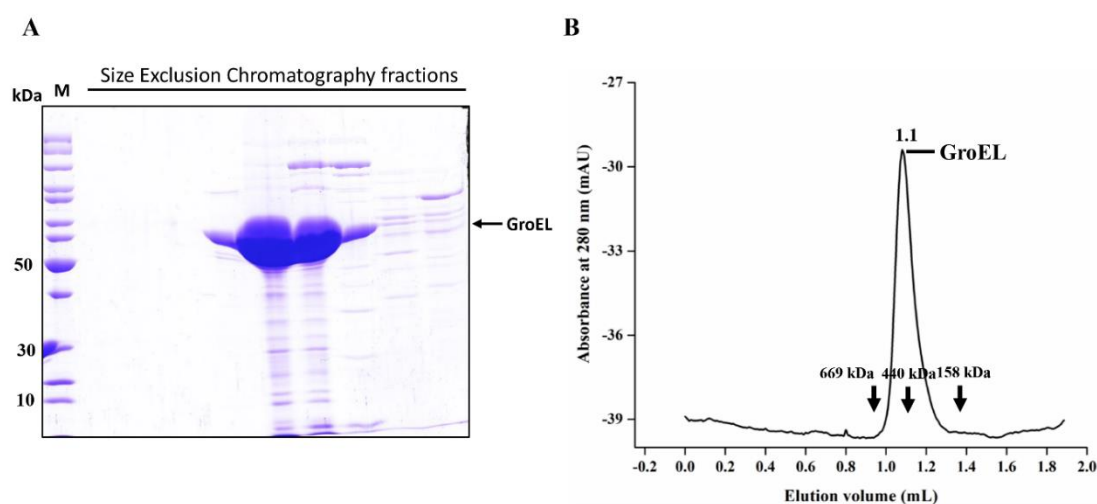 A
Size Exclusion Chromatography fractions
kDa M
GroEL
50
30
10
B
-27
-30
-33
-36
-39
Absorbance at 280 nm (mAU)
1.1
GroEL
669 kDa 440 kDa 158 kDa
-0.2 0.0 0.2 0.4 0.6 0.8 1.0 1.2 1.4 1.6 1.8 2.0
Elution volume (mL)